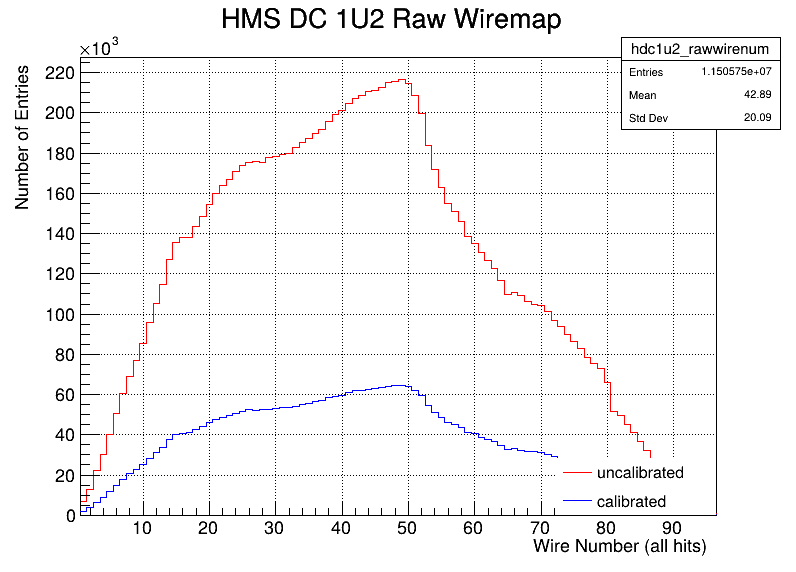 HMS DC 1U2 Raw Wiremap
×10³
hdc1u2_rawwirenum
Entries 1.150575e+07
Mean 42.89
Std Dev 20.09
Number of Entries
220
200
180
160
140
120
100
80
60
40
20
0
uncalibrated
calibrated
10 20 30 40 50 60 70 80 90
Wire Number (all hits)